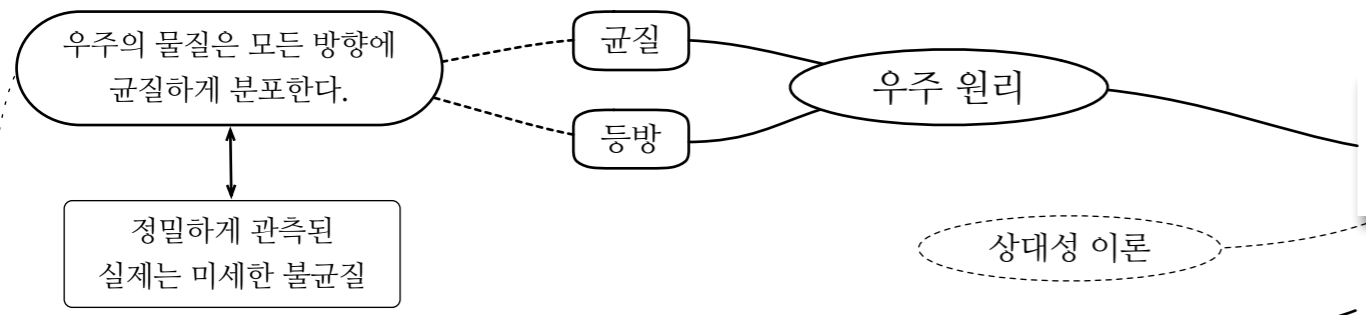 우주의 물질은 모든 방향에
균질하게 분포한다.
균질
등방
우주 원리
정밀하게 관측된
실제는 미세한 불균질
상대성 이론